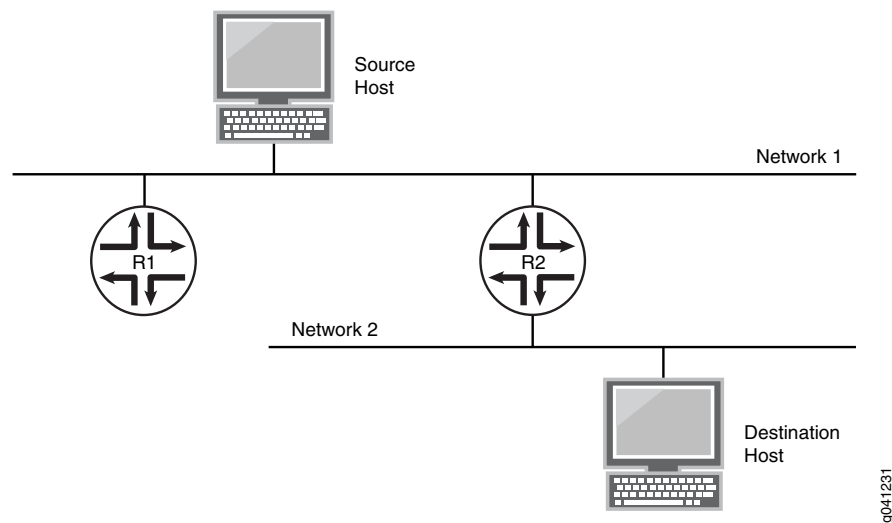 Source
Host
Network 1
R1
R2
Network 2
Destination
Host
g041231